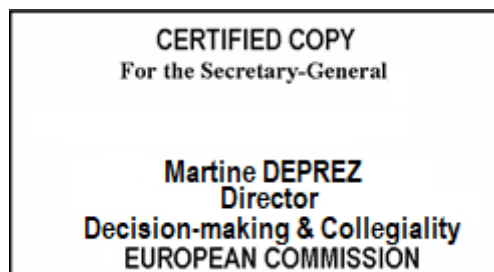 CERTIFIED COPY
For the Secretary-General
Martine DEPREZ
Director
Decision-making & Collegiality
EUROPEAN COMMISSION